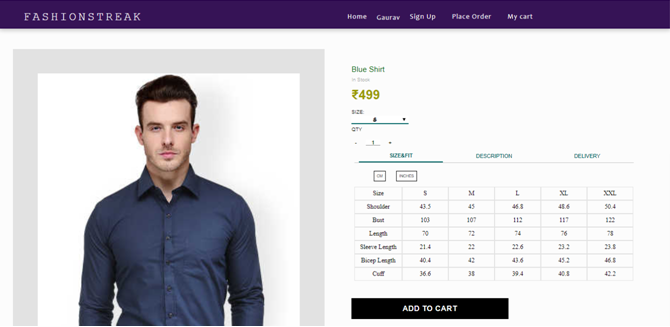 FASHIONSTREAK
Home Gaurav Sign Up Place Order My cart
Blue Shirt
In Stock
₹499
SIZE:
S
QTY
- 1 +
SIZE&FIT DESCRIPTION DELIVERY
CM INCHES
Size S M L XL XXL
Shoulder 43.5 45 46.8 48.6 50.4
Bust 103 107 112 117 122
Length 70 72 74 76 78
Sleeve Length 21.4 22 22.6 23.2 23.8
Bicep Length 40.4 42 43.6 45.2 46.8
Cuff 36.6 38 39.4 40.8 42.2
ADD TO CART